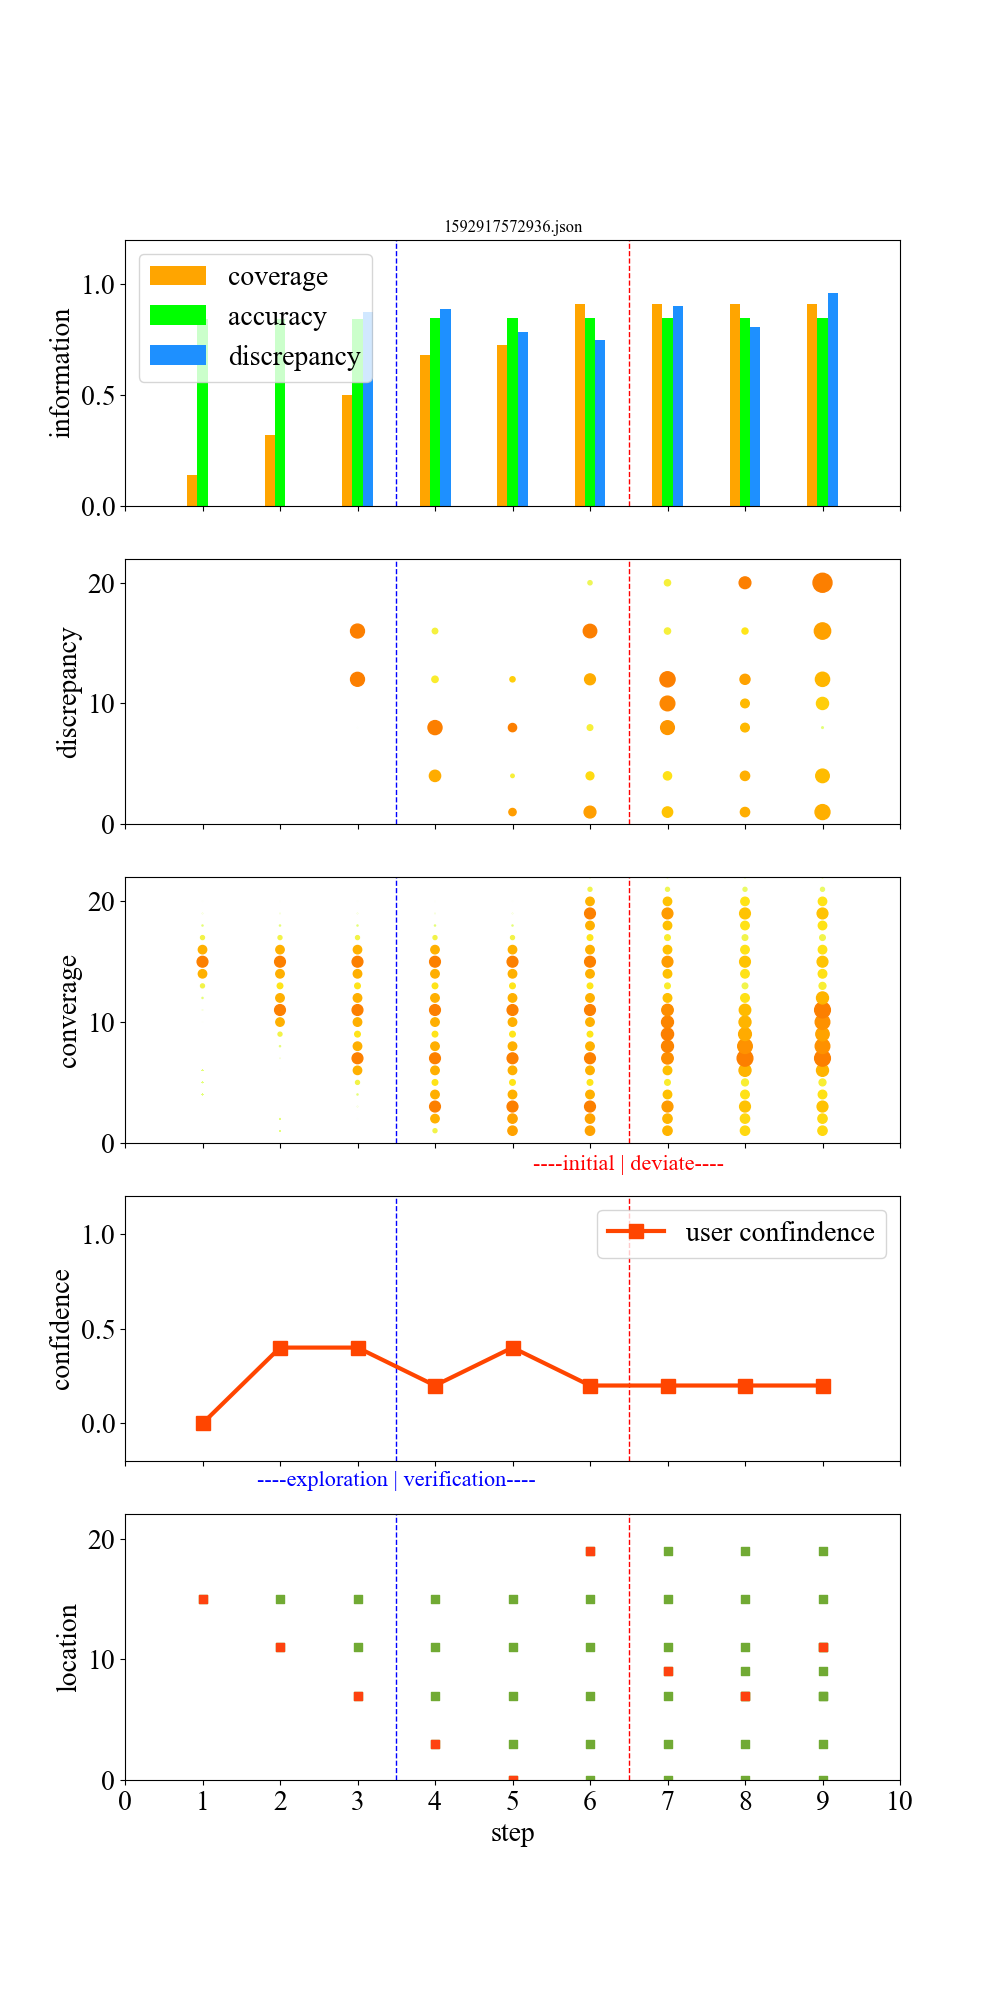 1592917572936.json
coverage
accuracy
discrepancy
information
1.0
0.5
0.0
discrepancy
20
10
0
converage
20
10
0
----initial | deviate----
user confindence
confidence
1.0
0.5
0.0
----exploration | verification----
location
20
10
0
0 1 2 3 4 5 6 7 8 9 10
step